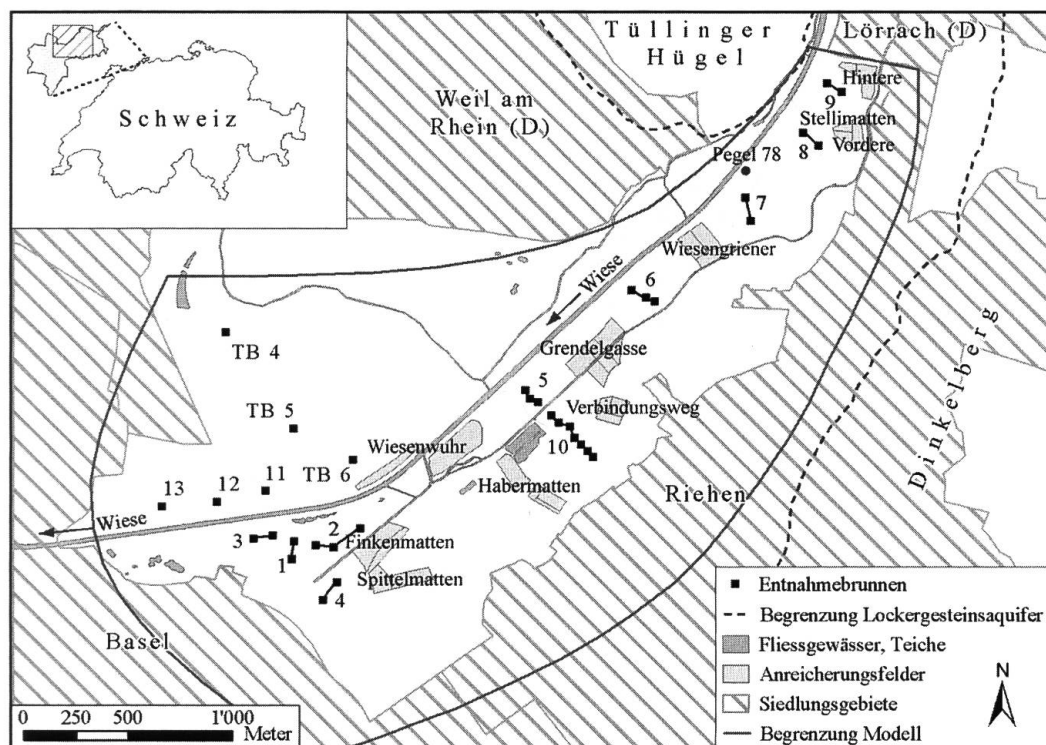 Schweiz
Tüllinger
Hügel
Lörrach (D)
Weil am
Rhein (D)
Hintere
9
Stellimatten
8
Vordere
Pegel 78
7
Wiesengriener
Wiese
6
TB 4
Grendelgasse
Dinkelberg
5
TB 5
Verbindungsweg
Wiesenwuhr
10
TB 6
11
12
13
Habermatten
Riehen
Wiese
3
2
Finkenmatten
1
Spittelmatten
4
Basel
Entnahmebrunnen
Begrenzung Lockergesteinsaquifer
Fliessgewässer, Teiche
Anreicherungsfelder
Siedlungsgebiete
Begrenzung Modell
N
0 250 500 1'000
Meter